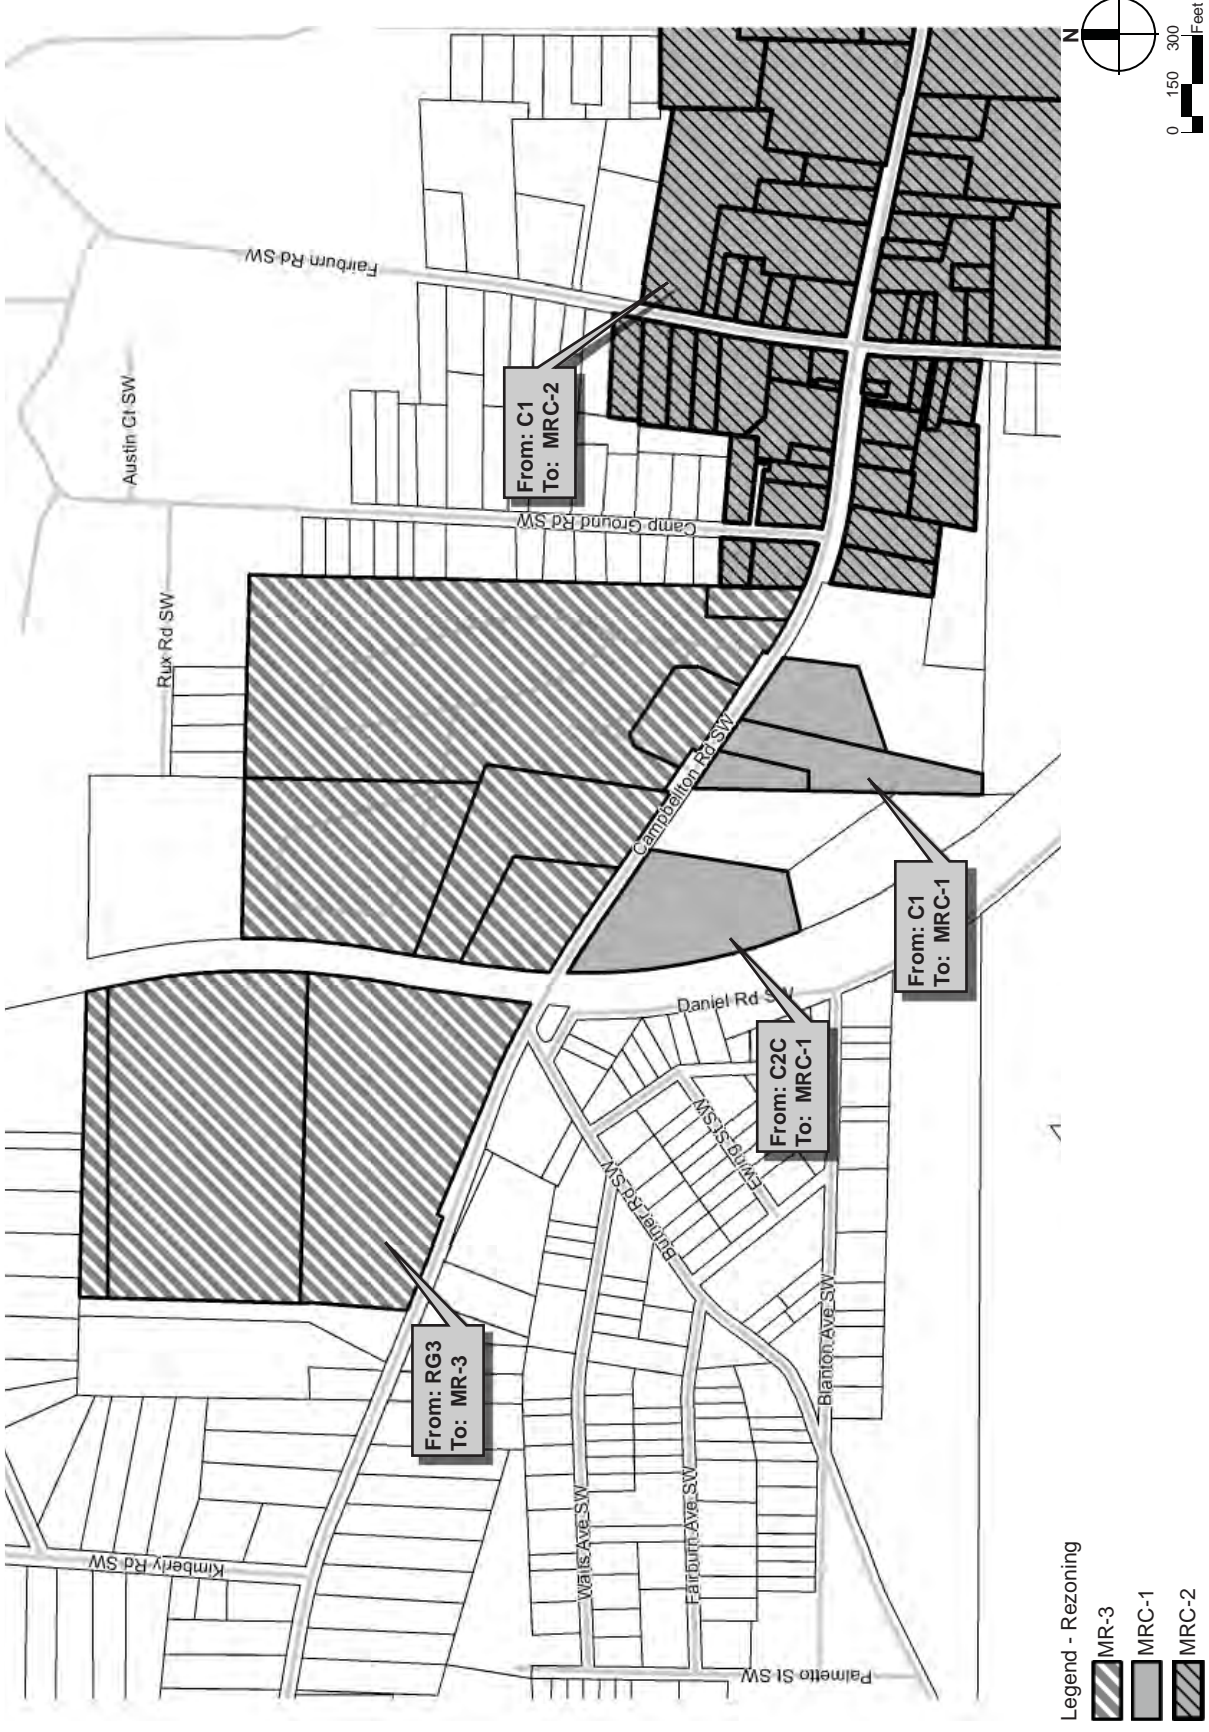 N
0 150 300
Feet
Fairburn Rd SW
Austin Ct SW
Rux Rd SW
Camp Ground Rd SW
Campbellton Rd SW
Daniel Rd SW
Ewing St SW
Butner Rd SW
Blanton Ave SW
Watts Ave SW
Fairburn Ave SW
Kimberly Rd SW
Palmetto St SW
From: C1
To: MRC-2
From: C1
To: MRC-1
From: C2C
To: MRC-1
From: RG3
To: MR-3
Legend - Rezoning
MR-3
MRC-1
MRC-2